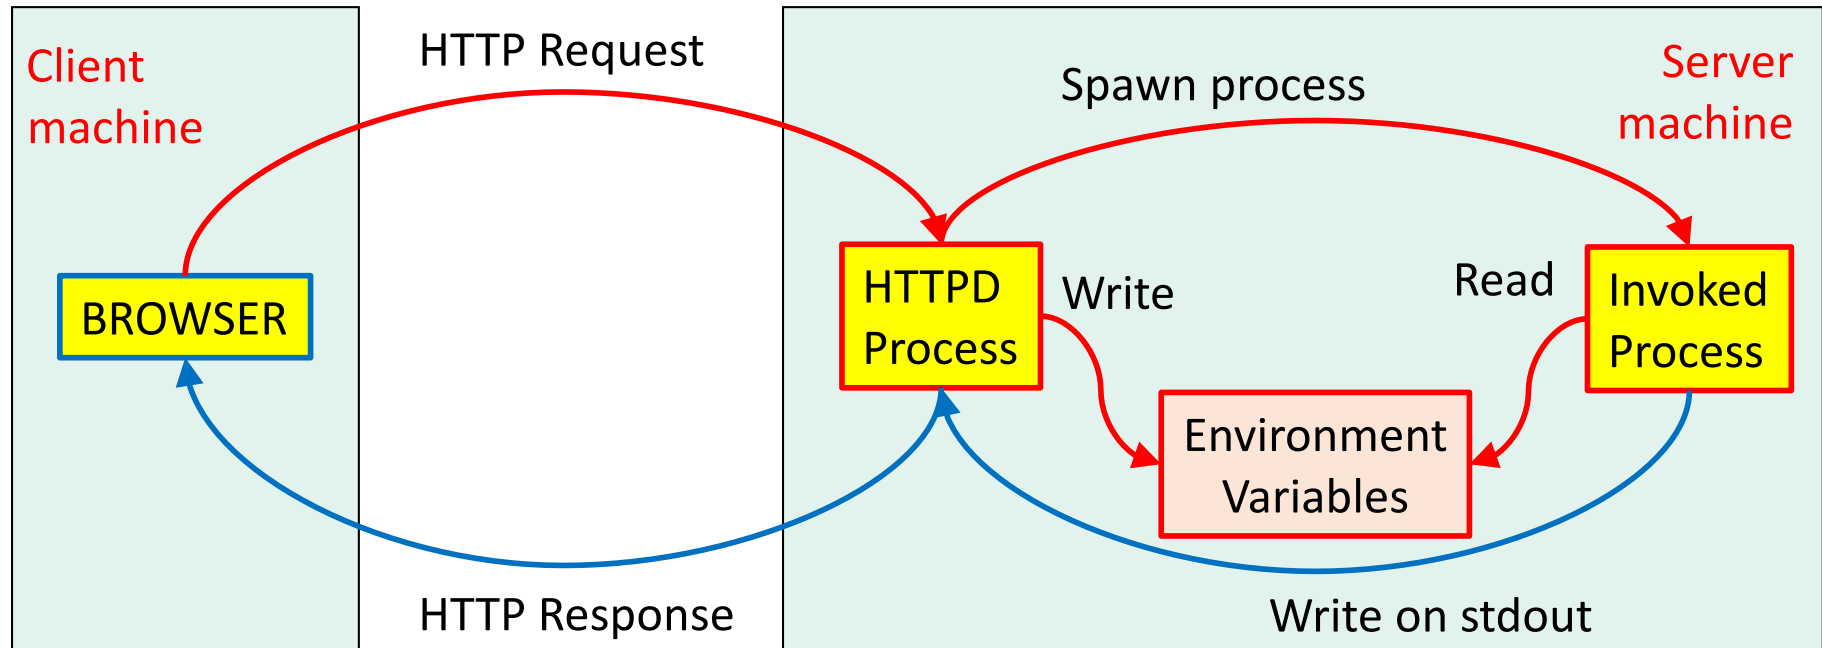 Client
machine
HTTP Request
Spawn process
Server
machine
BROWSER
HTTPD
Process
Write
Read
Invoked
Process
Environment
Variables
HTTP Response
Write on stdout